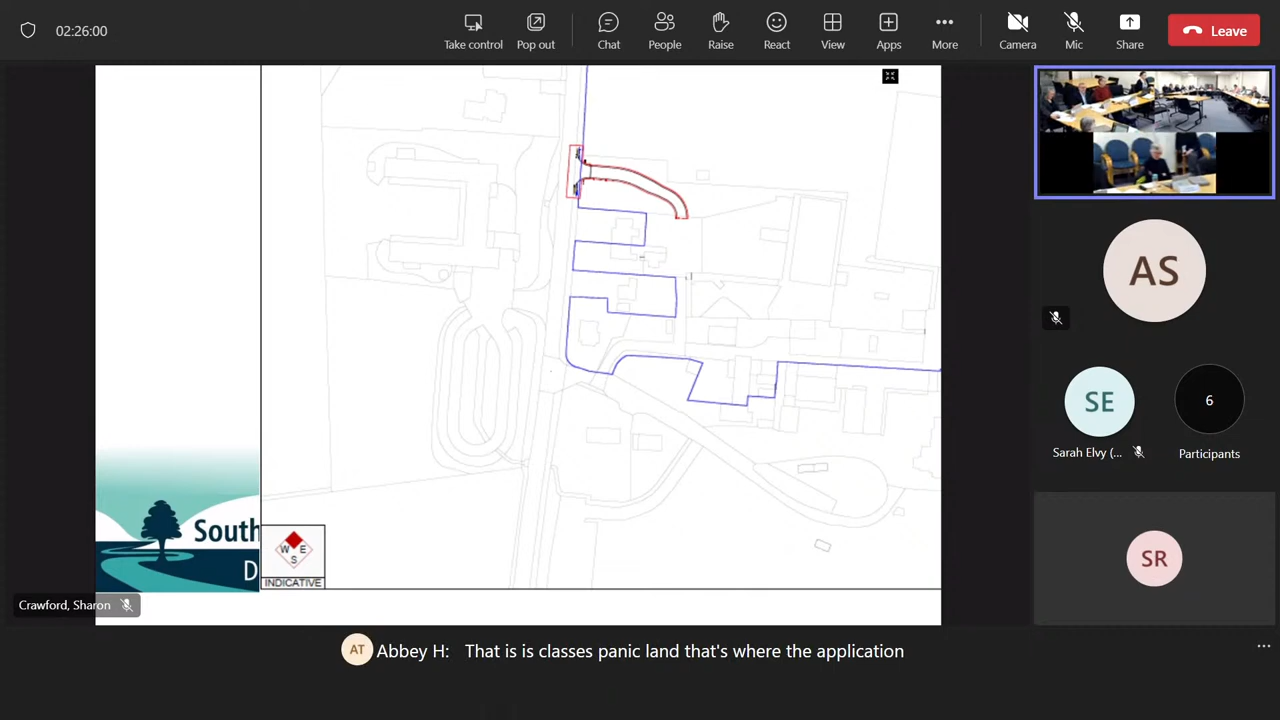 02:26:00
Take control
Pop out
Chat
People
Raise
React
View
Apps
More
Camera
Mic
Share
Leave
AS
SE
6
Sarah Elvy (...
Participants
South
D
W E
S
INDICATIVE
SR
Crawford, Sharon
AT
Abbey H: That is is classes panic land that's where the application